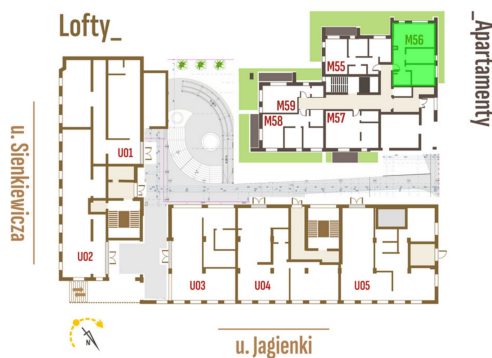 Lofty_
_Apartamenty
M56
M55
M59
M58
M57
U01
u. Sienkiewicza
U02
U03
U04
U05
N
u. Jagienki